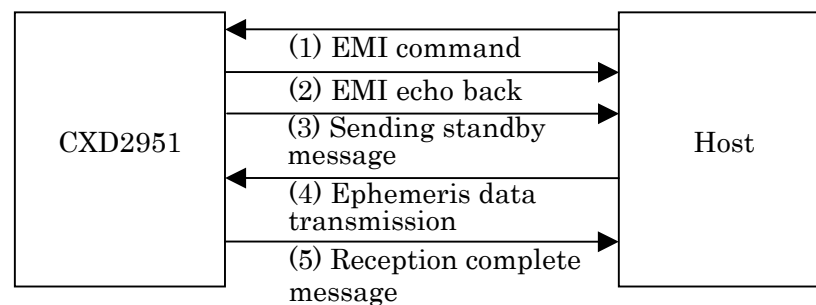 (1) EMI command
(2) EMI echo back
(3) Sending standby
message
CXD2951
Host
(4) Ephemeris data
transmission
(5) Reception complete
message